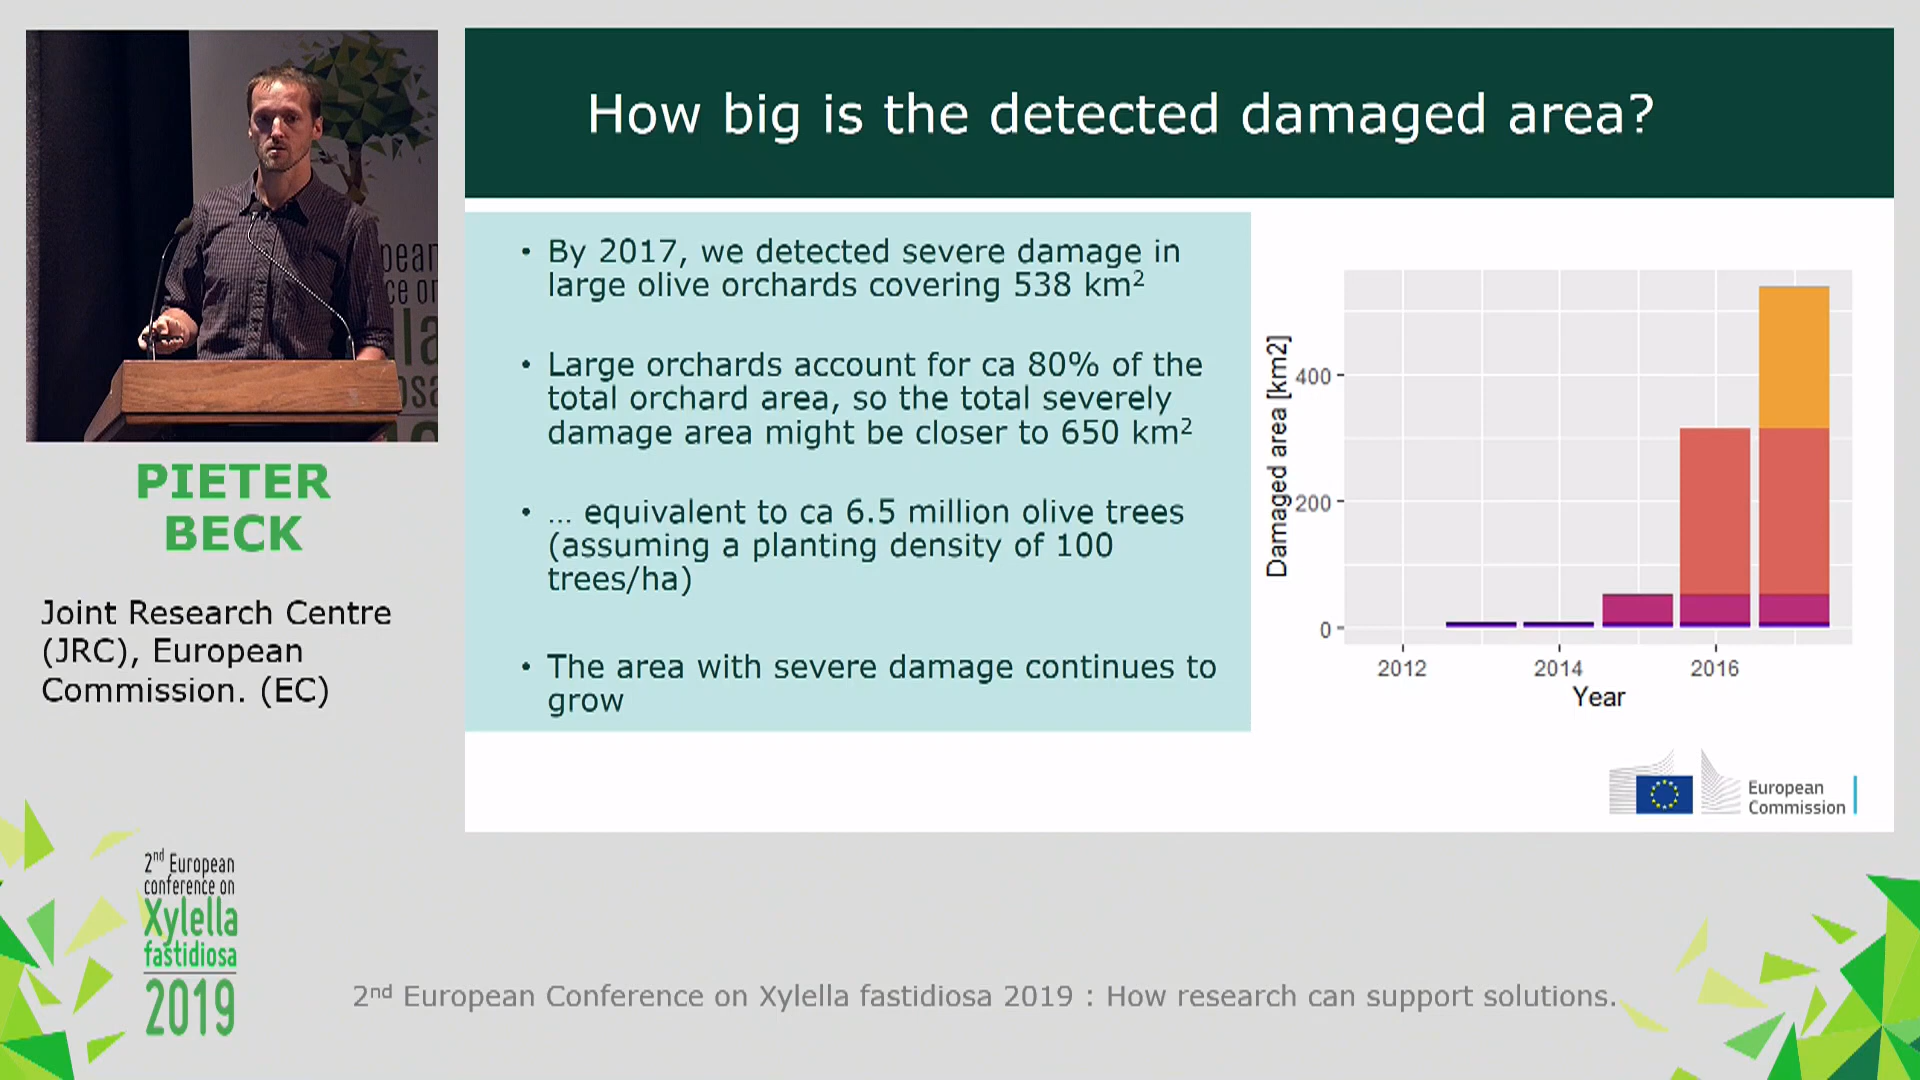 How big is the detected damaged area?
• By 2017, we detected severe damage in
large olive orchards covering 538 km²
• Large orchards account for ca 80% of the
total orchard area, so the total severely
damage area might be closer to 650 km²
• … equivalent to ca 6.5 million olive trees
(assuming a planting density of 100
trees/ha)
• The area with severe damage continues to
grow
Damaged area [km2]
400
200
0
2012 2014 2016
Year
European
Commission
PIETER
BECK
Joint Research Centre
(JRC), European
Commission. (EC)
2nd European
conference on
Xylella
fastidiosa
2019
2nd European Conference on Xylella fastidiosa 2019 : How research can support solutions.